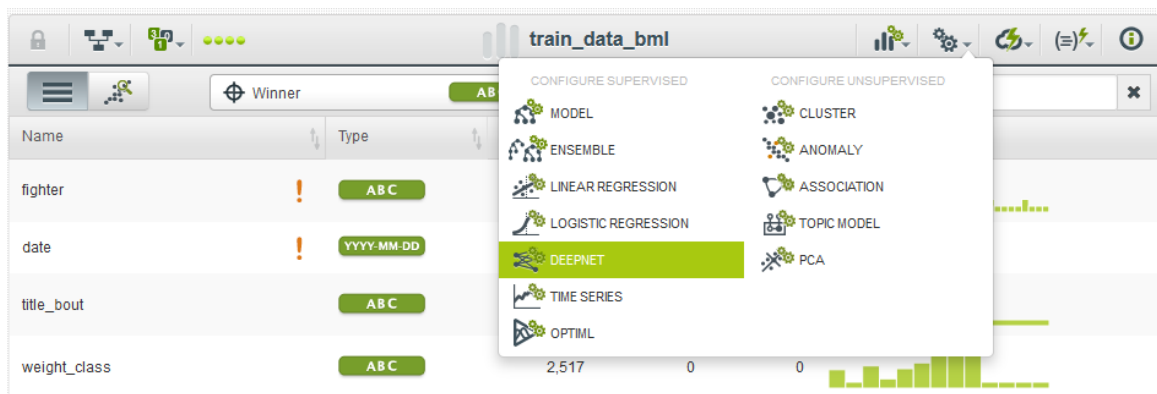 train_data_bml
Winner
AB
Name
Type
fighter
ABC
date
YYYY-MM-DD
title_bout
ABC
weight_class
ABC
2,517
0
0
CONFIGURE SUPERVISED
MODEL
ENSEMBLE
LINEAR REGRESSION
LOGISTIC REGRESSION
DEEPNET
TIME SERIES
OPTIML
CONFIGURE UNSUPERVISED
CLUSTER
ANOMALY
ASSOCIATION
TOPIC MODEL
PCA